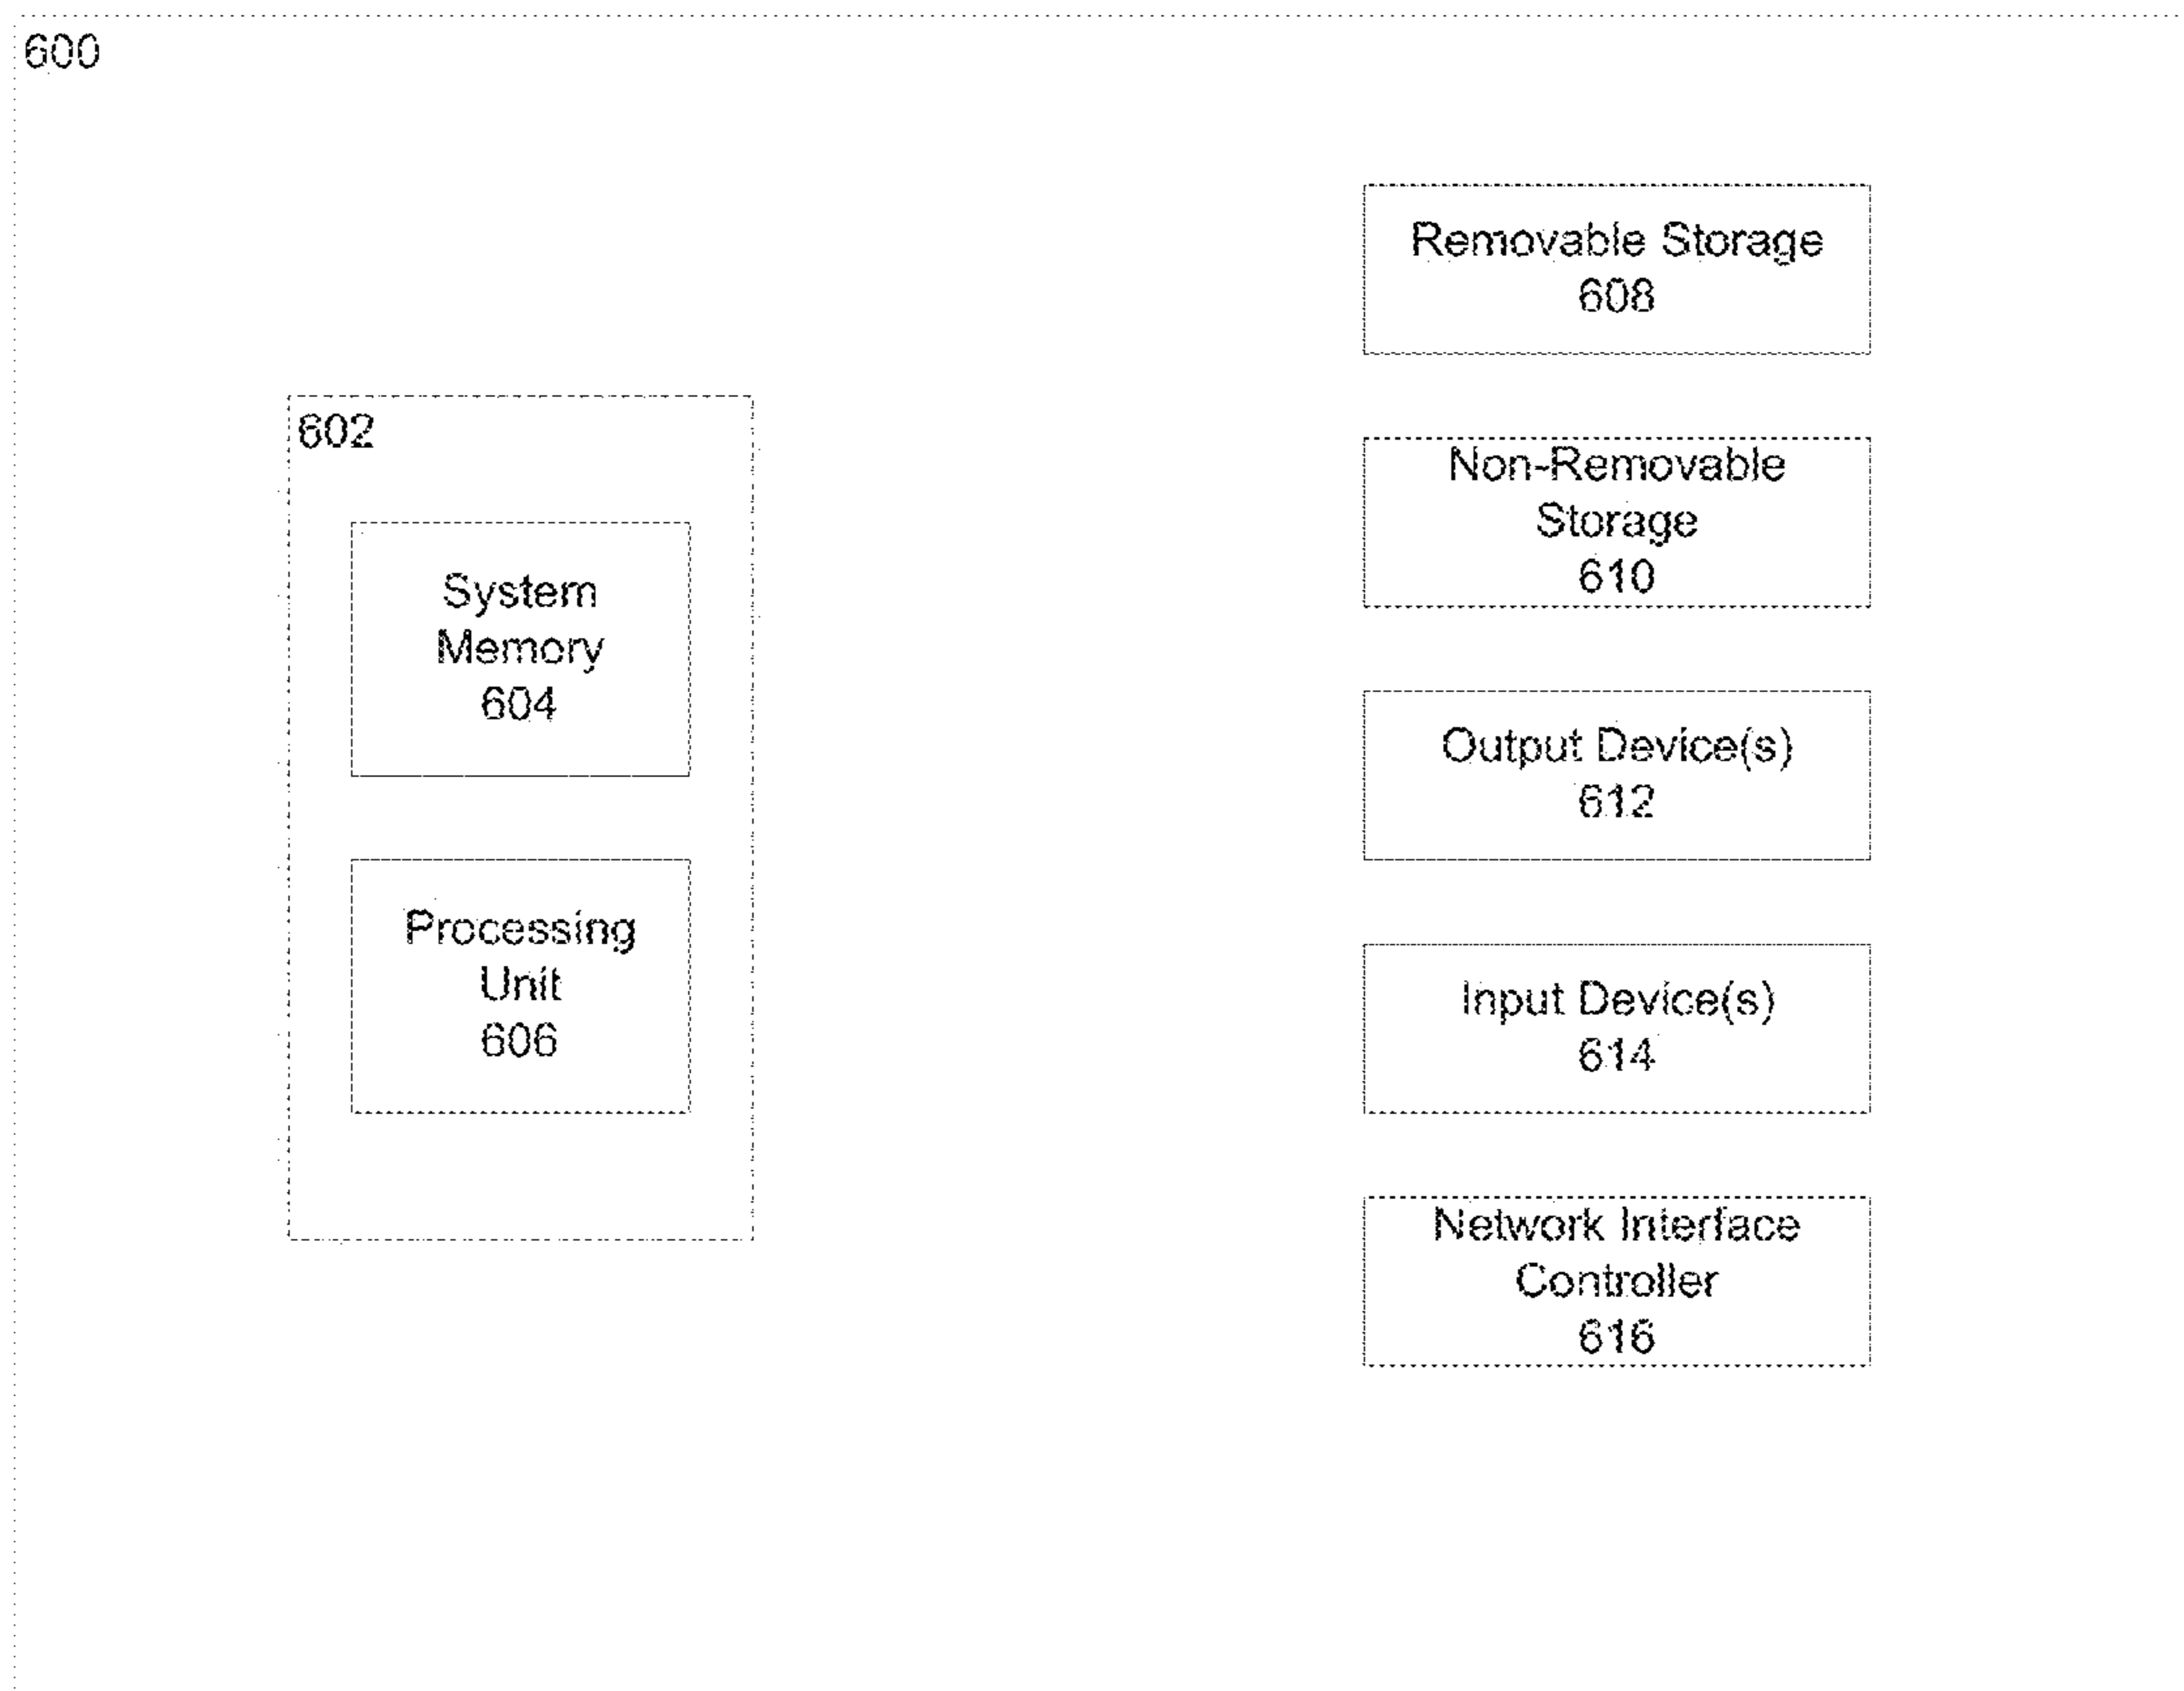 600
602
System
Memory
604
Processing
Unit
606
Removable Storage
608
Non-Removable
Storage
610
Output Device(s)
612
Input Device(s)
614
Network Interface
Controller
616